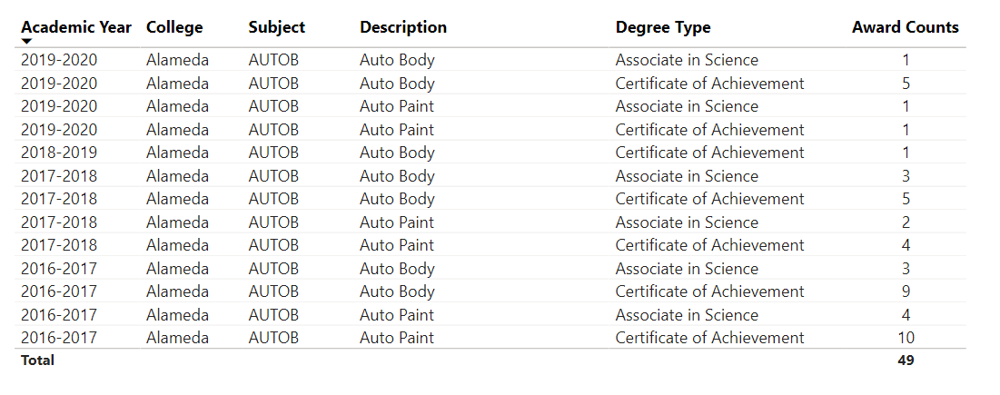 Academic Year College Subject Description Degree Type Award Counts
2019-2020 Alameda AUTOB Auto Body Associate in Science 1
2019-2020 Alameda AUTOB Auto Body Certificate of Achievement 5
2019-2020 Alameda AUTOB Auto Paint Associate in Science 1
2019-2020 Alameda AUTOB Auto Paint Certificate of Achievement 1
2018-2019 Alameda AUTOB Auto Body Certificate of Achievement 1
2017-2018 Alameda AUTOB Auto Body Associate in Science 3
2017-2018 Alameda AUTOB Auto Body Certificate of Achievement 5
2017-2018 Alameda AUTOB Auto Paint Associate in Science 2
2017-2018 Alameda AUTOB Auto Paint Certificate of Achievement 4
2016-2017 Alameda AUTOB Auto Body Associate in Science 3
2016-2017 Alameda AUTOB Auto Body Certificate of Achievement 9
2016-2017 Alameda AUTOB Auto Paint Associate in Science 4
2016-2017 Alameda AUTOB Auto Paint Certificate of Achievement 10
Total 49